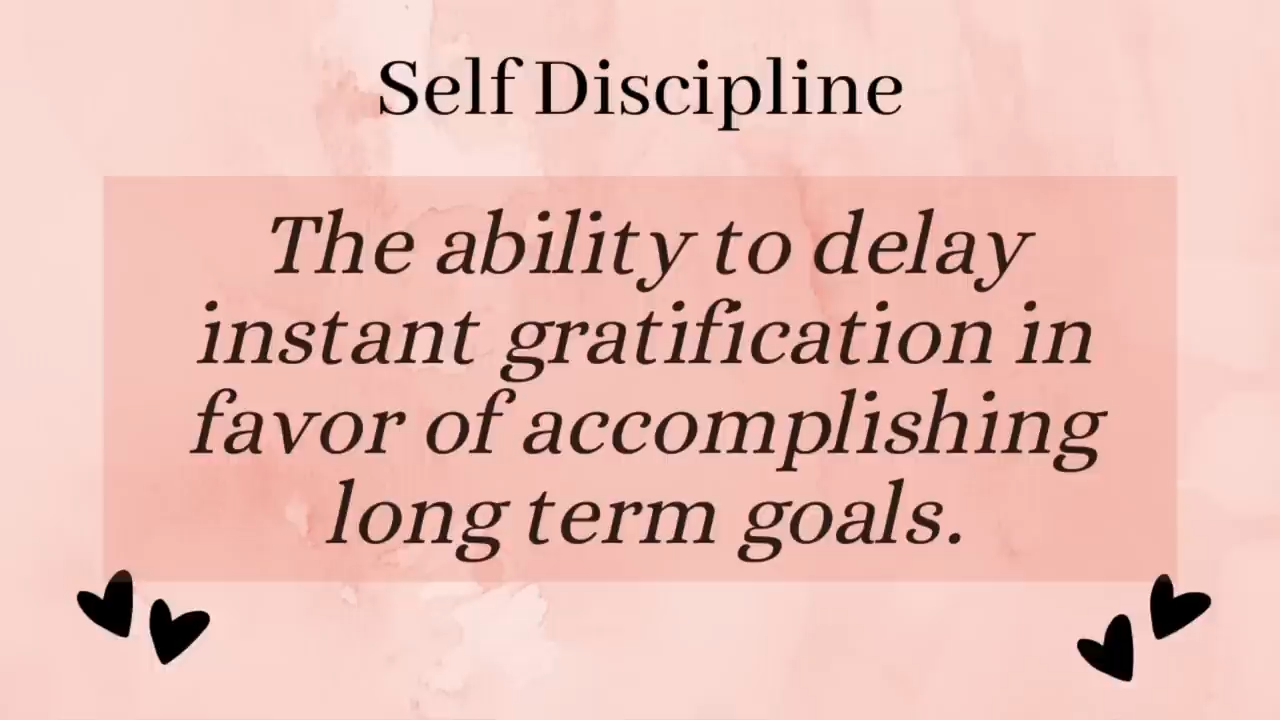 Self Discipline
The ability to delay
instant gratification in
favor of accomplishing
long term goals.